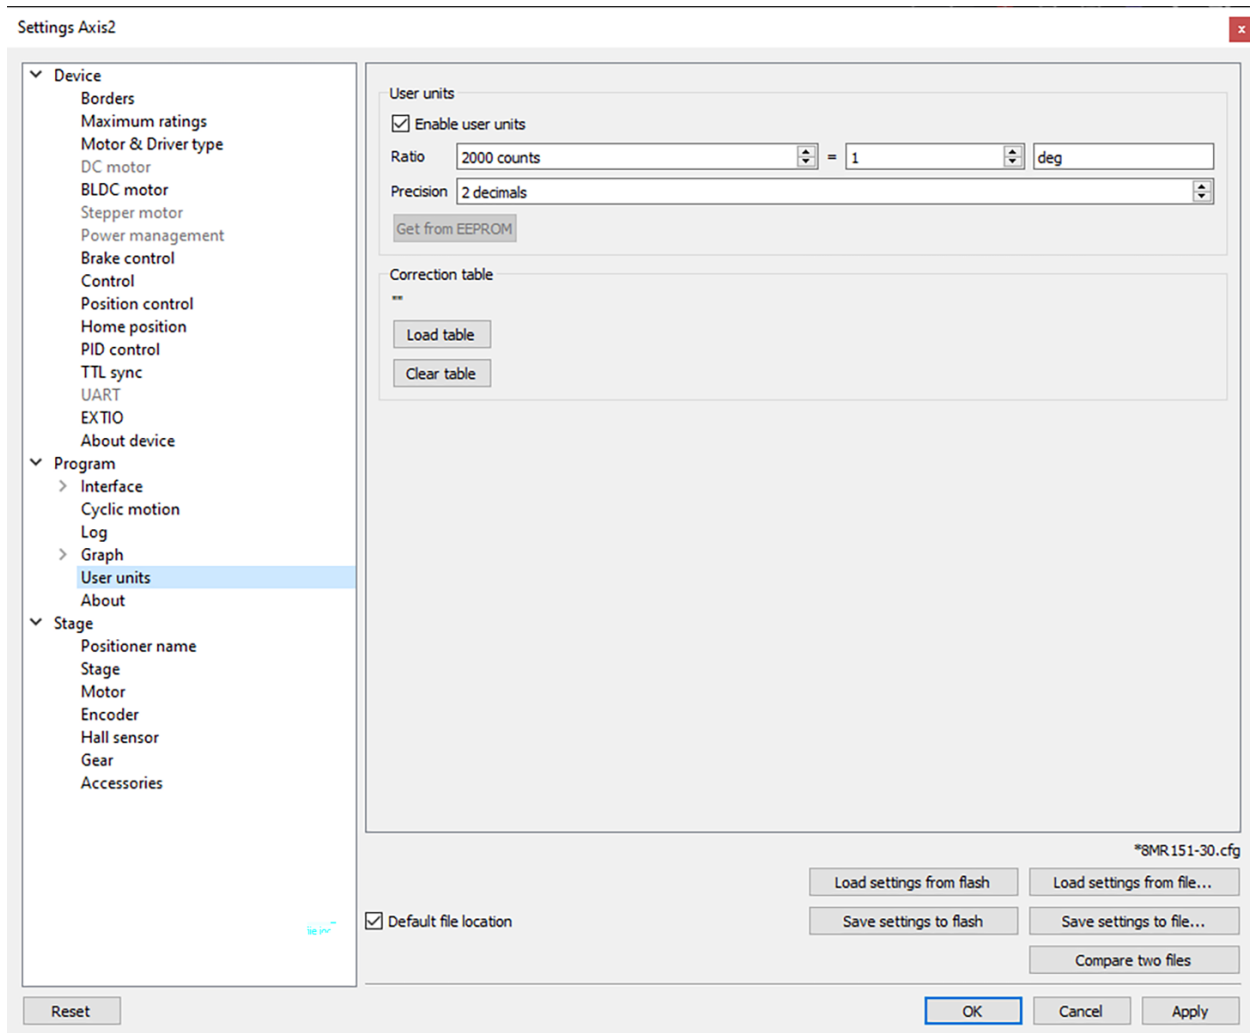 Settings Axis2
x
Device
Borders
Maximum ratings
Motor & Driver type
DC motor
BLDC motor
Stepper motor
Power management
Brake control
Control
Position control
Home position
PID control
TTL sync
UART
EXTIO
About device
Program
Interface
Cyclic motion
Log
Graph
User units
About
Stage
Positioner name
Stage
Motor
Encoder
Hall sensor
Gear
Accessories
User units
Enable user units
Ratio 2000 counts = 1 deg
Precision 2 decimals
Get from EEPROM
Correction table
""
Load table
Clear table
*8MR151-30.cfg
Load settings from flash Load settings from file...
Default file location Save settings to flash Save settings to file...
Compare two files
Reset OK Cancel Apply